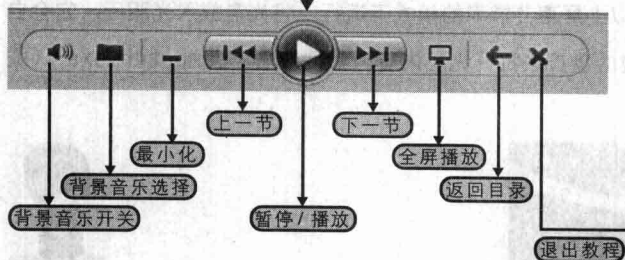 上一节
下一节
最小化
全屏播放
背景音乐选择
返回目录
背景音乐开关
暂停/播放
退出教程